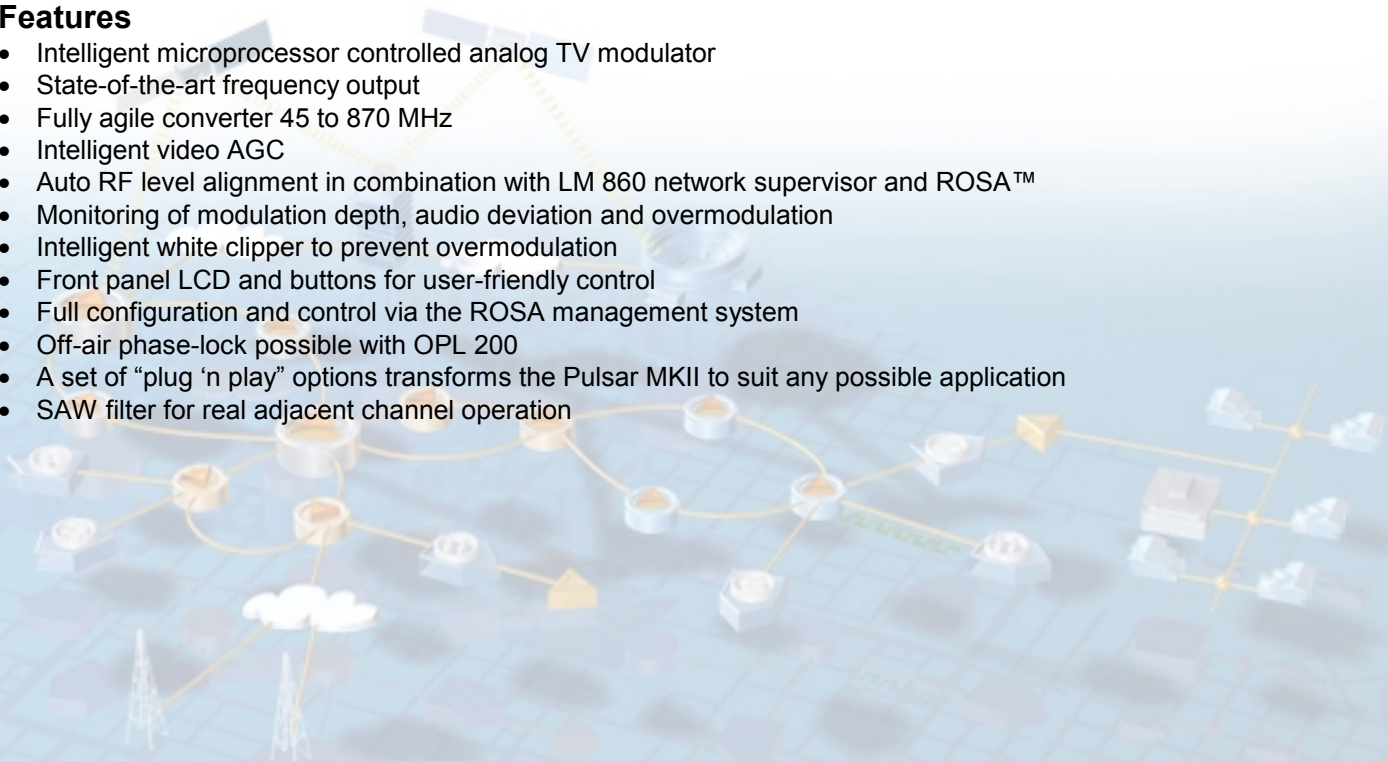 Features
• Intelligent microprocessor controlled analog TV modulator
• State-of-the-art frequency output
• Fully agile converter 45 to 870 MHz
• Intelligent video AGC
• Auto RF level alignment in combination with LM 860 network supervisor and ROSA™
• Monitoring of modulation depth, audio deviation and overmodulation
• Intelligent white clipper to prevent overmodulation
• Front panel LCD and buttons for user-friendly control
• Full configuration and control via the ROSA management system
• Off-air phase-lock possible with OPL 200
• A set of “plug ‘n play” options transforms the Pulsar MKII to suit any possible application
• SAW filter for real adjacent channel operation